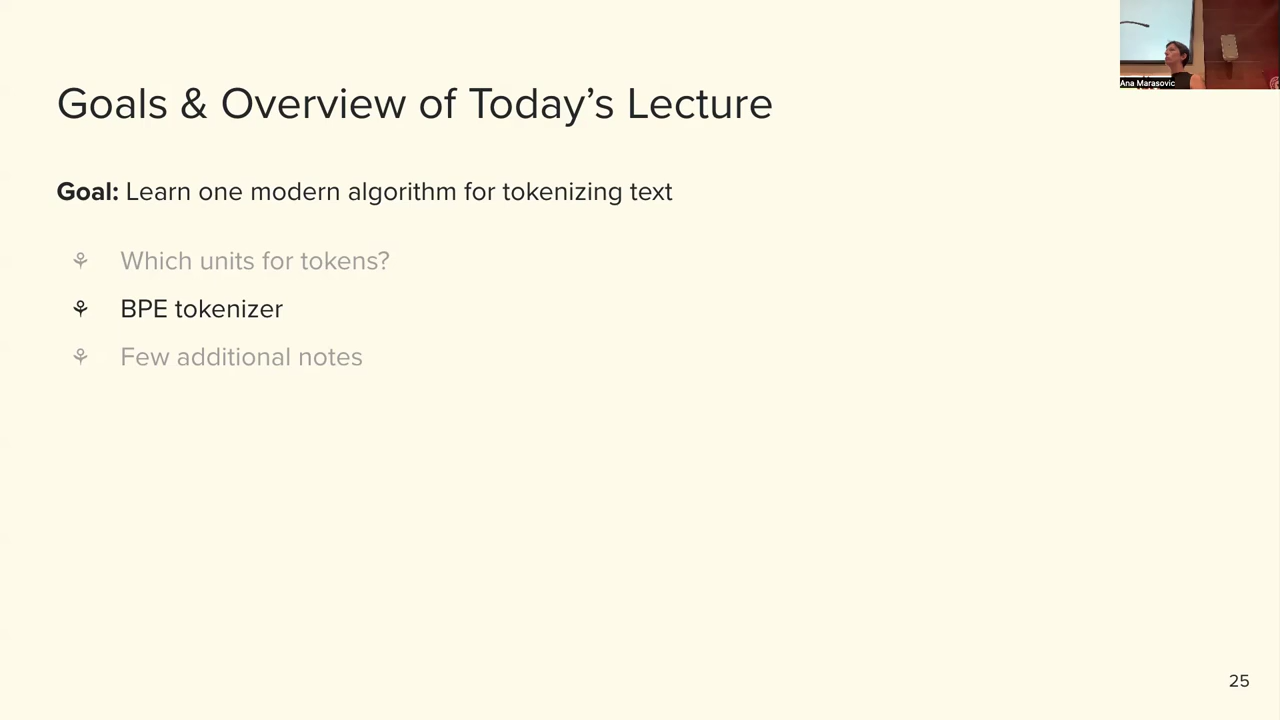 Ana Marasovic
Goals & Overview of Today’s Lecture
Goal: Learn one modern algorithm for tokenizing text
Which units for tokens?
BPE tokenizer
Few additional notes
25